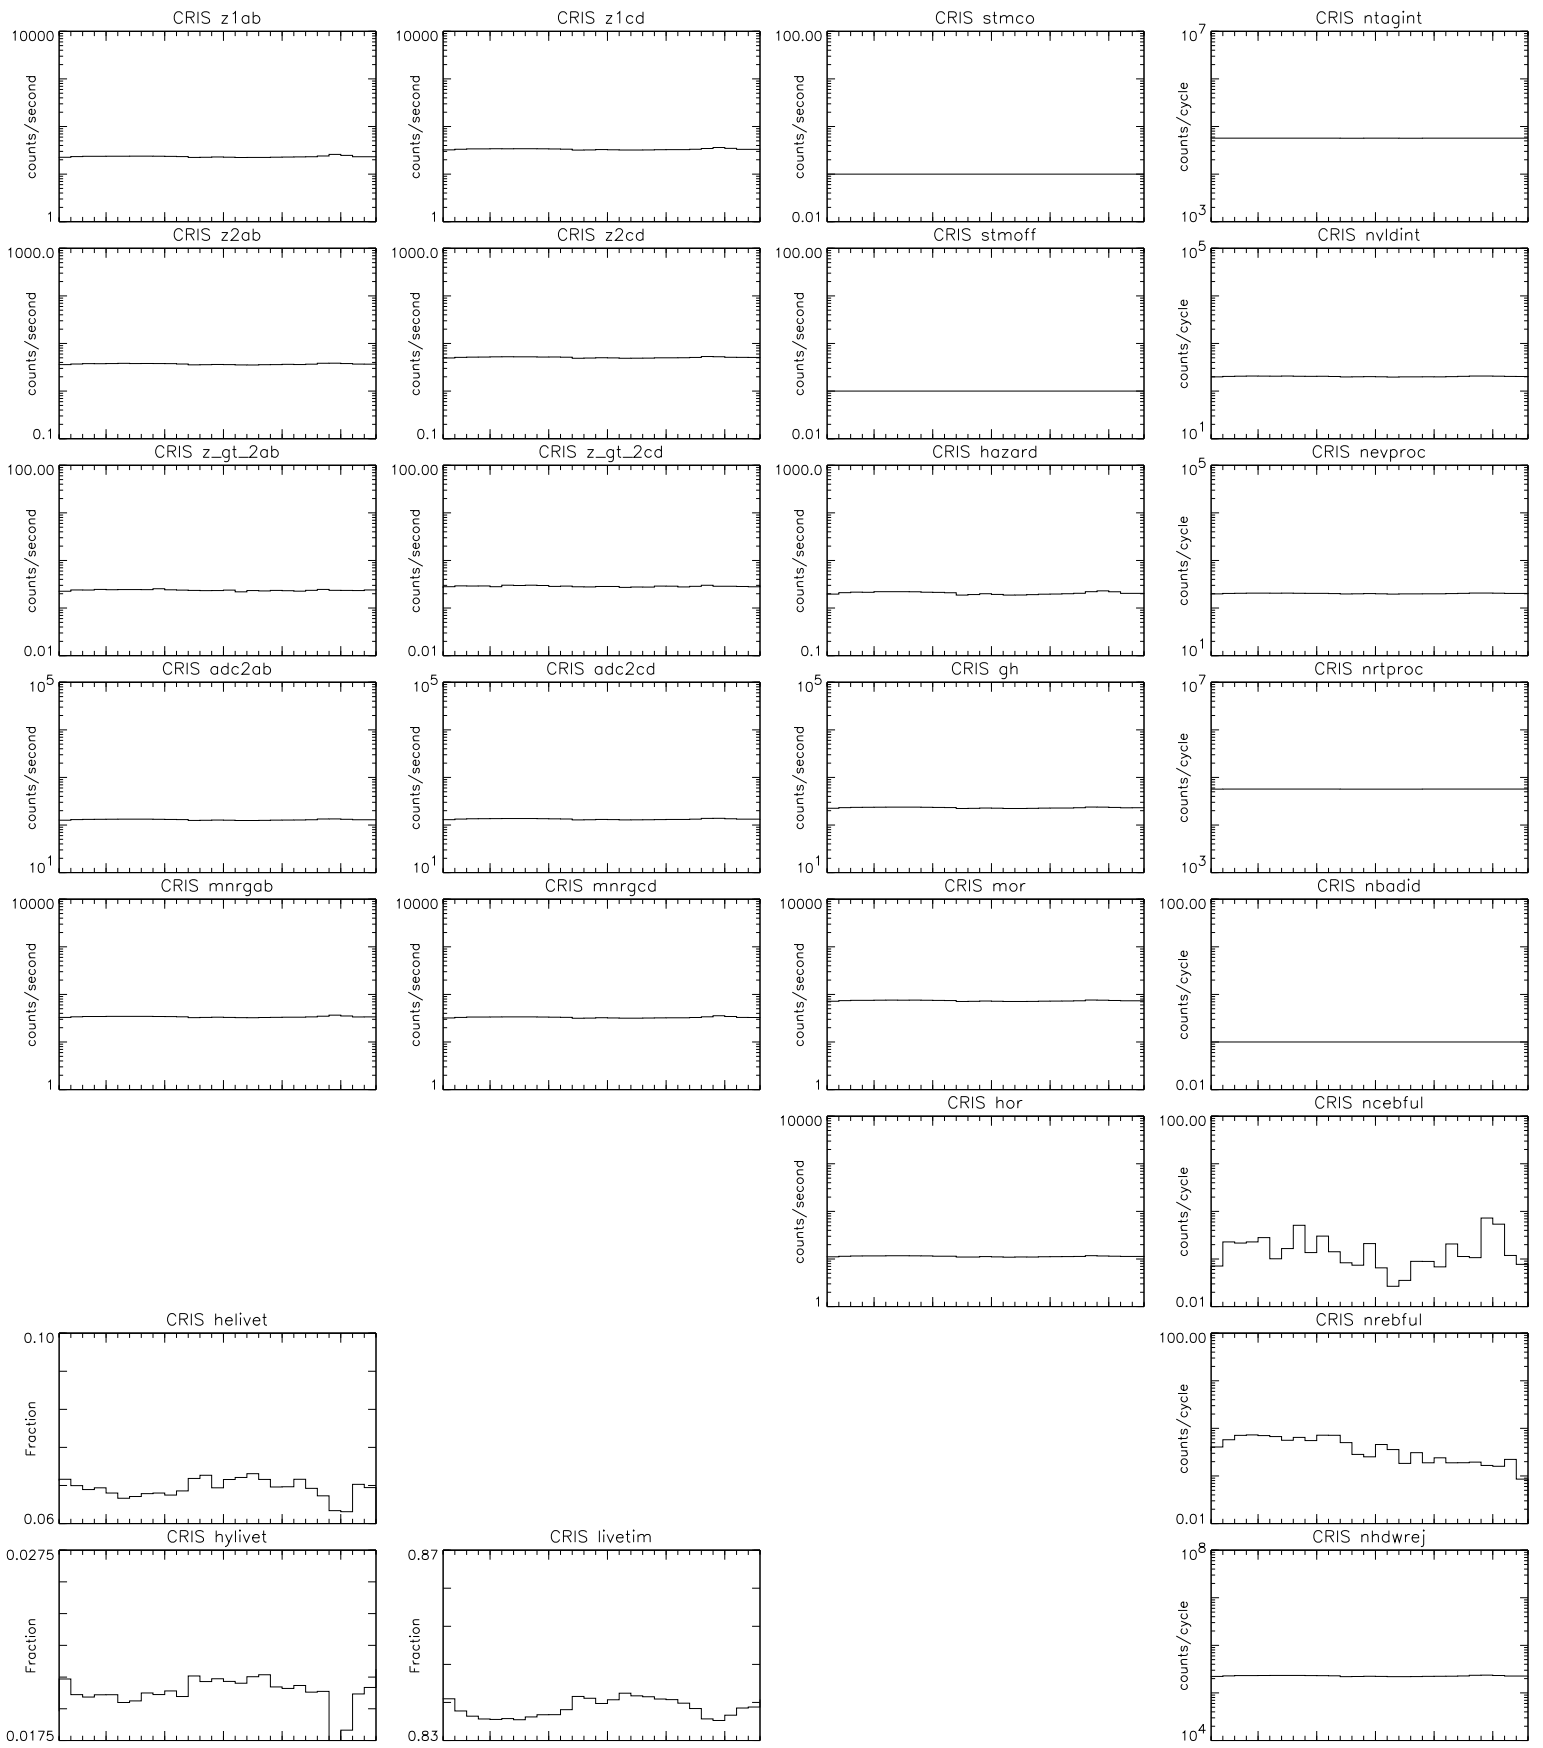 CRIS z1ab
10000
counts/second
1
CRIS z1cd
10000
counts/second
1
CRIS stmco
100.00
counts/second
0.01
CRIS ntagint
10^7
counts/cycle
10^3
CRIS z2ab
1000.0
counts/second
0.1
CRIS z2cd
1000.0
counts/second
0.1
CRIS stmoff
100.00
counts/second
0.01
CRIS nvldint
10^5
counts/cycle
10^1
CRIS z_gt_2ab
100.00
counts/second
0.01
CRIS z_gt_2cd
100.00
counts/second
0.01
CRIS hazard
1000.0
counts/second
0.1
CRIS nevproc
10^5
counts/cycle
10^1
CRIS adc2ab
10^5
counts/second
10^1
CRIS adc2cd
10^5
counts/second
10^1
CRIS gh
10^5
counts/second
10^1
CRIS nrtproc
10^7
counts/cycle
10^3
CRIS mnrgab
10000
counts/second
1
CRIS mnrgcd
10000
counts/second
1
CRIS mor
10000
counts/second
1
CRIS nbadid
100.00
counts/cycle
0.01
CRIS hor
10000
counts/second
1
CRIS ncebful
100.00
counts/cycle
0.01
CRIS helivet
0.10
Fraction
0.06
CRIS nrebful
100.00
counts/cycle
0.01
CRIS hylivet
0.0275
Fraction
0.0175
CRIS livetim
0.87
Fraction
0.83
CRIS nhdwrej
10^8
counts/cycle
10^4